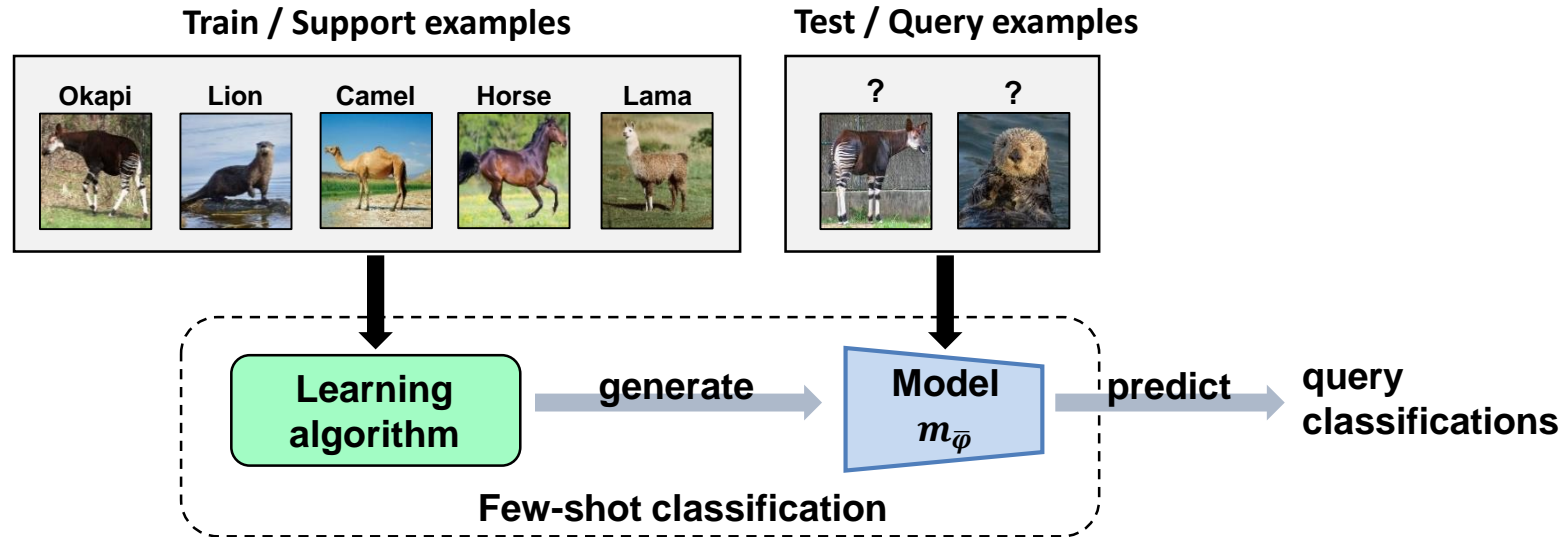 Train / Support examples
Test / Query examples
Okapi
Lion
Camel
Horse
Lama
?
?
Learning
algorithm
generate
Model
m_φ̅
predict
query
classifications
Few-shot classification